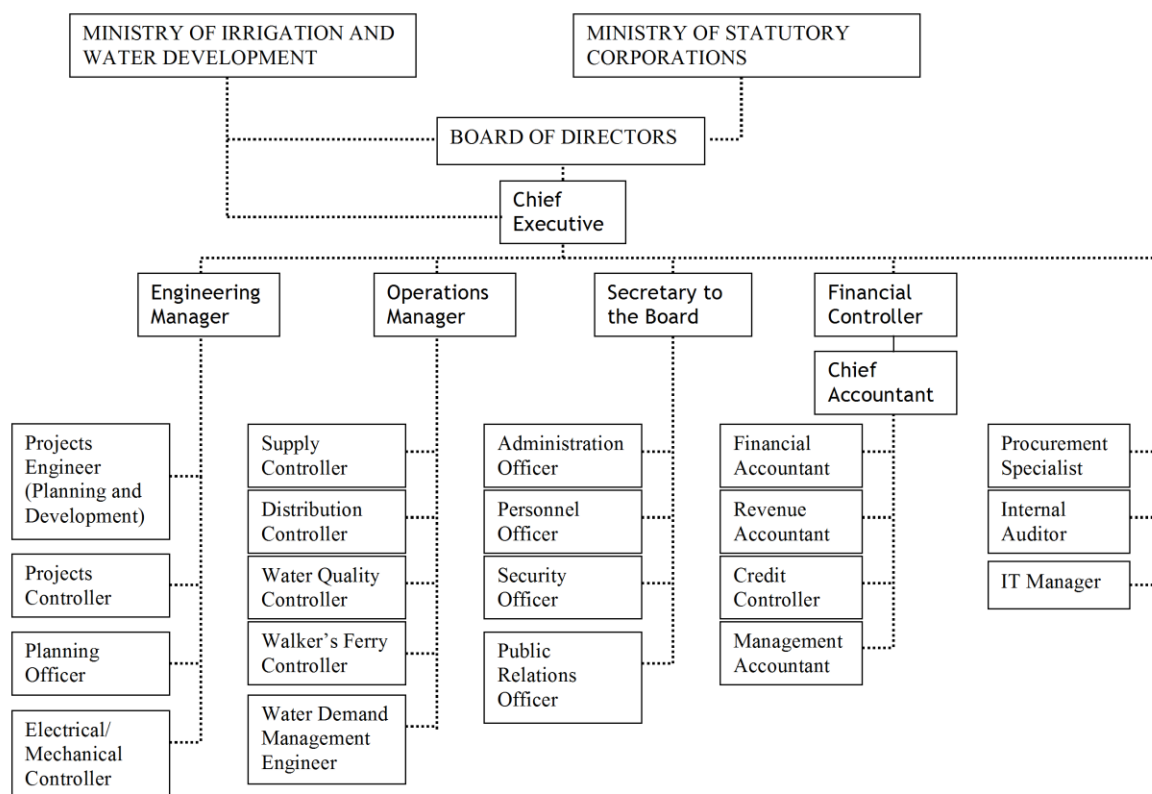 MINISTRY OF IRRIGATION AND
WATER DEVELOPMENT
MINISTRY OF STATUTORY
CORPORATIONS
BOARD OF DIRECTORS
Chief
Executive
Engineering
Manager
Operations
Manager
Secretary to
the Board
Financial
Controller
Chief
Accountant
Projects
Engineer
(Planning and
Development)
Projects
Controller
Planning
Officer
Electrical/
Mechanical
Controller
Supply
Controller
Distribution
Controller
Water Quality
Controller
Walker’s Ferry
Controller
Water Demand
Management
Engineer
Administration
Officer
Personnel
Officer
Security
Officer
Public
Relations
Officer
Financial
Accountant
Revenue
Accountant
Credit
Controller
Management
Accountant
Procurement
Specialist
Internal
Auditor
IT Manager